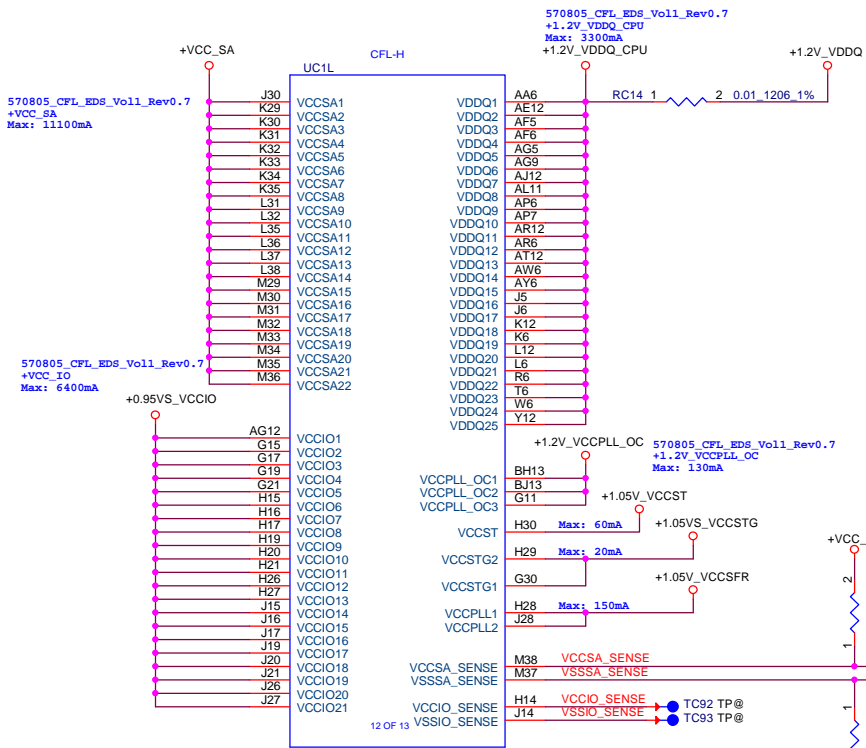 570805_CFL_EDS_Vol1_Rev0.7
+1.2V_VDDQ_CPU
Max: 3300mA
+VCC_SA
CFL-H
+1.2V_VDDQ_CPU
+1.2V_VDDQ
UC1L
570805_CFL_EDS_Vol1_Rev0.7
+VCC_SA
Max: 11100mA
RC14 1 2 0.01_1206_1%
J30 VCCSA1 VDDQ1 AA6
K29 VCCSA2 VDDQ2 AE12
K30 VCCSA3 VDDQ3 AF5
K31 VCCSA4 VDDQ4 AF6
K32 VCCSA5 VDDQ5 AG5
K33 VCCSA6 VDDQ6 AG9
K34 VCCSA7 VDDQ7 AJ12
K35 VCCSA8 VDDQ8 AL11
L31 VCCSA9 VDDQ9 AP6
L32 VCCSA10 VDDQ10 AP7
L35 VCCSA11 VDDQ11 AR12
L36 VCCSA12 VDDQ12 AR6
L37 VCCSA13 VDDQ13 AT12
L38 VCCSA14 VDDQ14 AW6
M29 VCCSA15 VDDQ15 AY6
M30 VCCSA16 VDDQ16 J5
M31 VCCSA17 VDDQ17 J6
M32 VCCSA18 VDDQ18 K12
M33 VCCSA19 VDDQ19 K6
M34 VCCSA20 VDDQ20 L12
M35 VCCSA21 VDDQ21 L6
M36 VCCSA22 VDDQ22 R6
VDDQ23 T6
VDDQ24 W6
VDDQ25 Y12
570805_CFL_EDS_Vol1_Rev0.7
+VCC_IO
Max: 6400mA
+0.95VS_VCCIO
AG12 VCCIO1
G15 VCCIO2
G17 VCCIO3
G19 VCCIO4
G21 VCCIO5
H15 VCCIO6
H16 VCCIO7
H17 VCCIO8
H19 VCCIO9
H20 VCCIO10
H21 VCCIO11
H26 VCCIO12
H27 VCCIO13
J15 VCCIO14
J16 VCCIO15
J17 VCCIO16
J19 VCCIO17
J20 VCCIO18
J21 VCCIO19
J26 VCCIO20
J27 VCCIO21
+1.2V_VCCPLL_OC
570805_CFL_EDS_Vol1_Rev0.7
+1.2V_VCCPLL_OC
Max: 130mA
VCCPLL_OC1 BH13
VCCPLL_OC2 BJ13
VCCPLL_OC3 G11
+1.05V_VCCST
VCCST H30 Max: 60mA
+1.05VS_VCCSTG
VCCSTG2 H29 Max: 20mA
VCCSTG1 G30
+1.05V_VCCSFR
VCCPLL1 H28 Max: 150mA
VCCPLL2 J28
+VCC_
2
1
VCCSA_SENSE M38 VCCSA_SENSE
VSSSA_SENSE M37 VSSSA_SENSE
1
VCCIO_SENSE H14 VCCIO_SENSE TC92 TP@
VSSIO_SENSE J14 VSSIO_SENSE TC93 TP@
12 OF 13